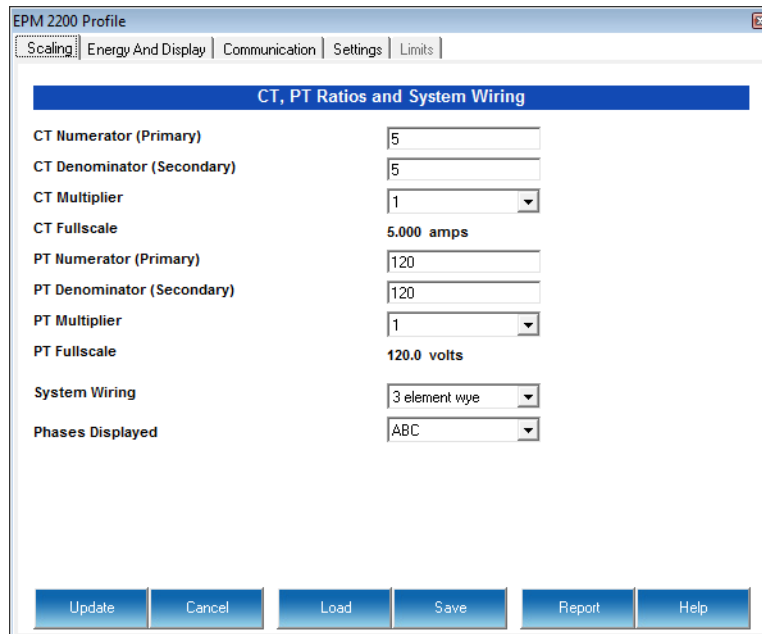 EPM 2200 Profile
Scaling Energy And Display Communication Settings Limits
CT, PT Ratios and System Wiring
CT Numerator (Primary) 5
CT Denominator (Secondary) 5
CT Multiplier 1
CT Fullscale 5.000 amps
PT Numerator (Primary) 120
PT Denominator (Secondary) 120
PT Multiplier 1
PT Fullscale 120.0 volts
System Wiring 3 element wye
Phases Displayed ABC
Update Cancel Load Save Report Help